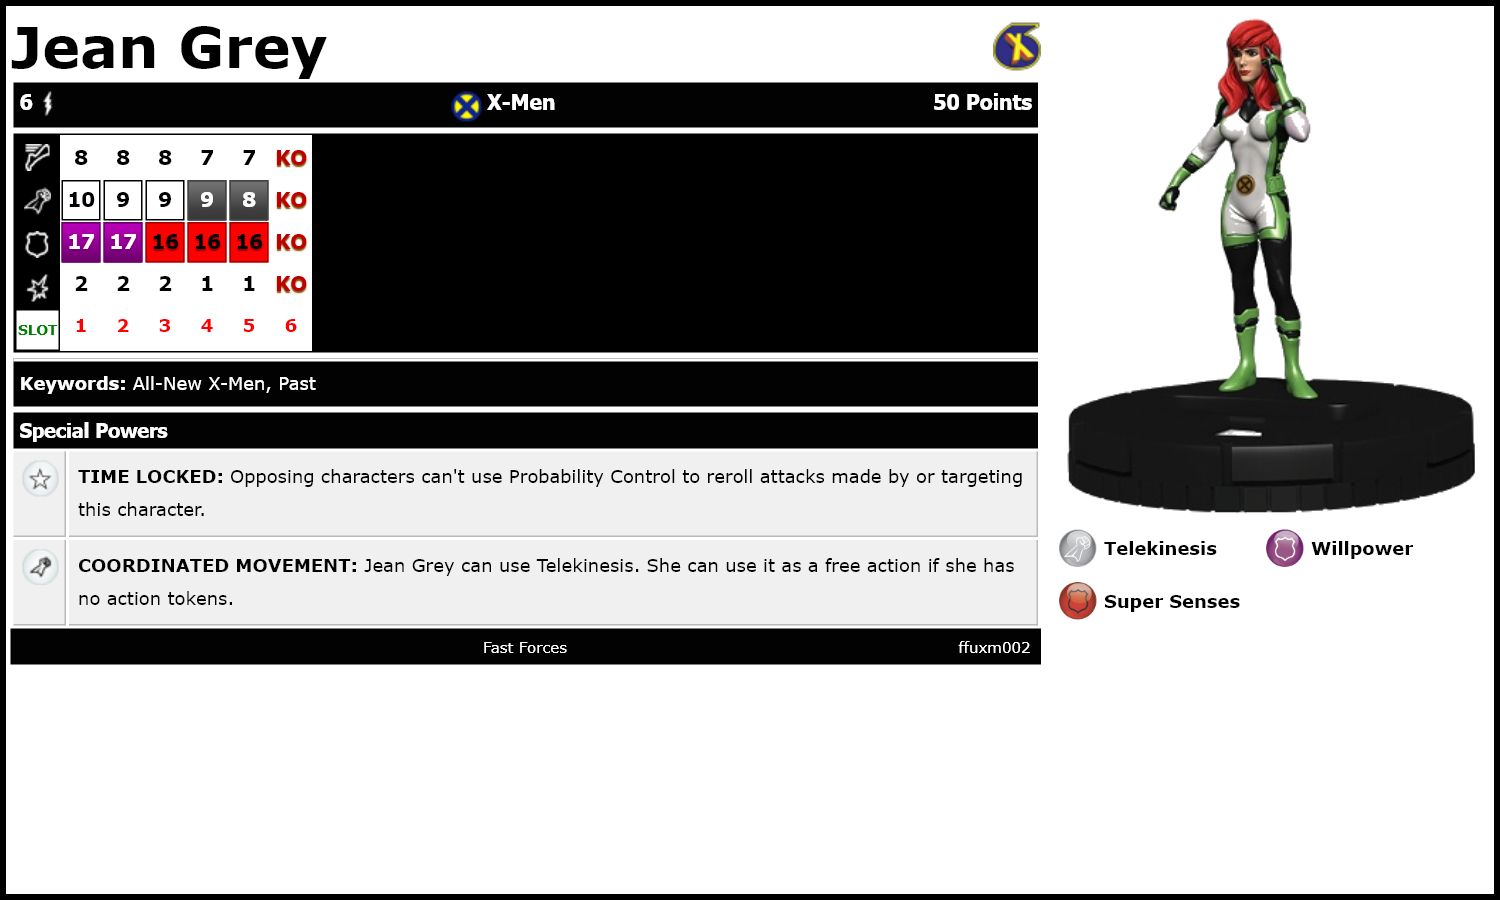 Jean Grey
6 X-Men 50 Points
8 8 8 7 7 KO
10 9 9 9 8 KO
17 17 16 16 16 KO
2 2 2 1 1 KO
SLOT 1 2 3 4 5 6
Keywords: All-New X-Men, Past
Special Powers
TIME LOCKED: Opposing characters can't use Probability Control to reroll attacks made by or targeting
this character.
COORDINATED MOVEMENT: Jean Grey can use Telekinesis. She can use it as a free action if she has
no action tokens.
Fast Forces ffuxm002
Telekinesis Willpower
Super Senses